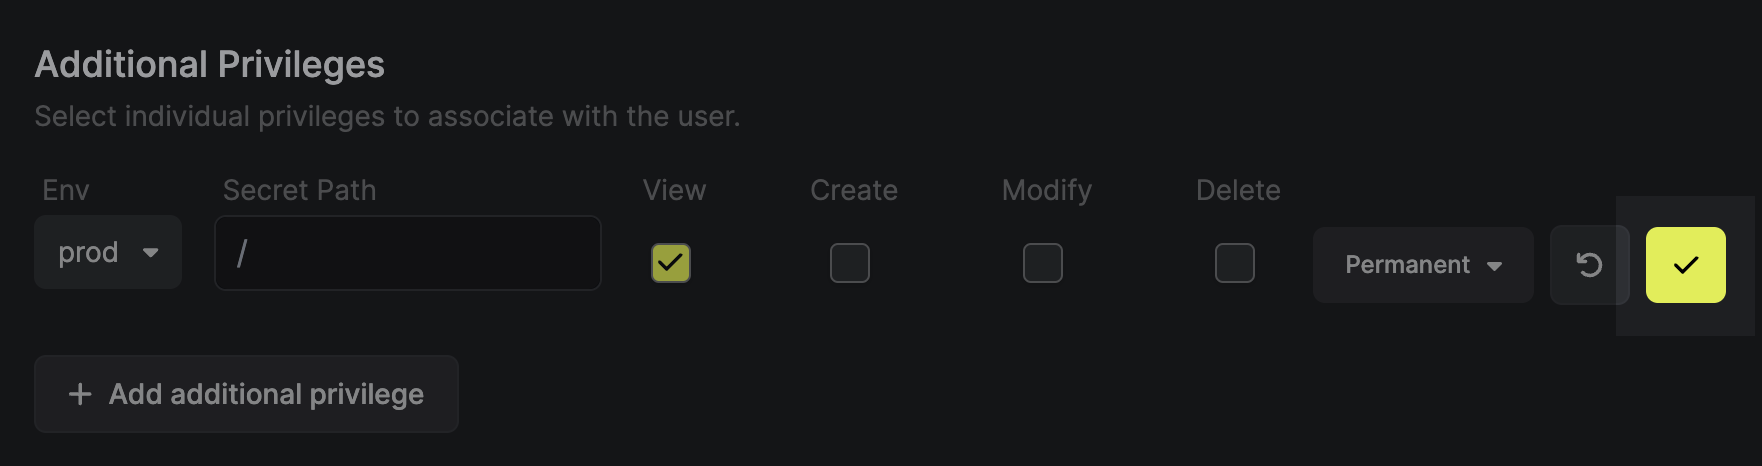 Additional Privileges
Select individual privileges to associate with the user.
Env Secret Path View Create Modify Delete
prod / Permanent
+ Add additional privilege